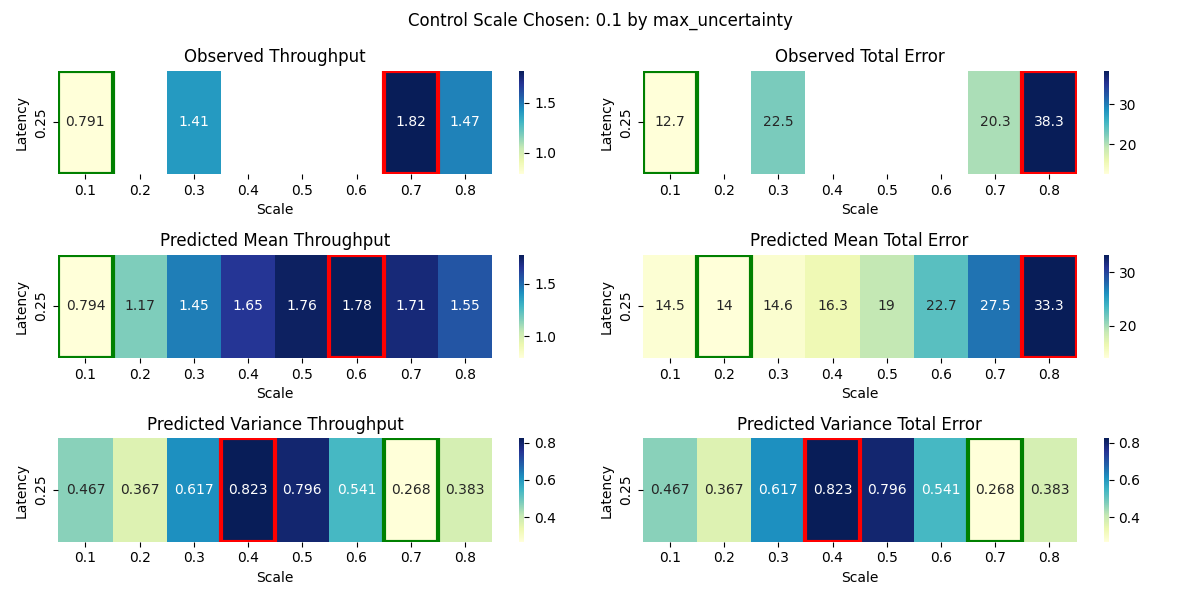 Control Scale Chosen: 0.1 by max_uncertainty
Observed Throughput
Latency
0.25
0.791 1.41 1.82 1.47
1.5
1.0
0.1 0.2 0.3 0.4 0.5 0.6 0.7 0.8
Scale
Observed Total Error
Latency
0.25
12.7 22.5 20.3 38.3
30
20
0.1 0.2 0.3 0.4 0.5 0.6 0.7 0.8
Scale
Predicted Mean Throughput
Latency
0.25
0.794 1.17 1.45 1.65 1.76 1.78 1.71 1.55
1.5
1.0
0.1 0.2 0.3 0.4 0.5 0.6 0.7 0.8
Scale
Predicted Mean Total Error
Latency
0.25
14.5 14 14.6 16.3 19 22.7 27.5 33.3
30
20
0.1 0.2 0.3 0.4 0.5 0.6 0.7 0.8
Scale
Predicted Variance Throughput
Latency
0.25
0.467 0.367 0.617 0.823 0.796 0.541 0.268 0.383
0.8
0.6
0.4
0.1 0.2 0.3 0.4 0.5 0.6 0.7 0.8
Scale
Predicted Variance Total Error
Latency
0.25
0.467 0.367 0.617 0.823 0.796 0.541 0.268 0.383
0.8
0.6
0.4
0.1 0.2 0.3 0.4 0.5 0.6 0.7 0.8
Scale